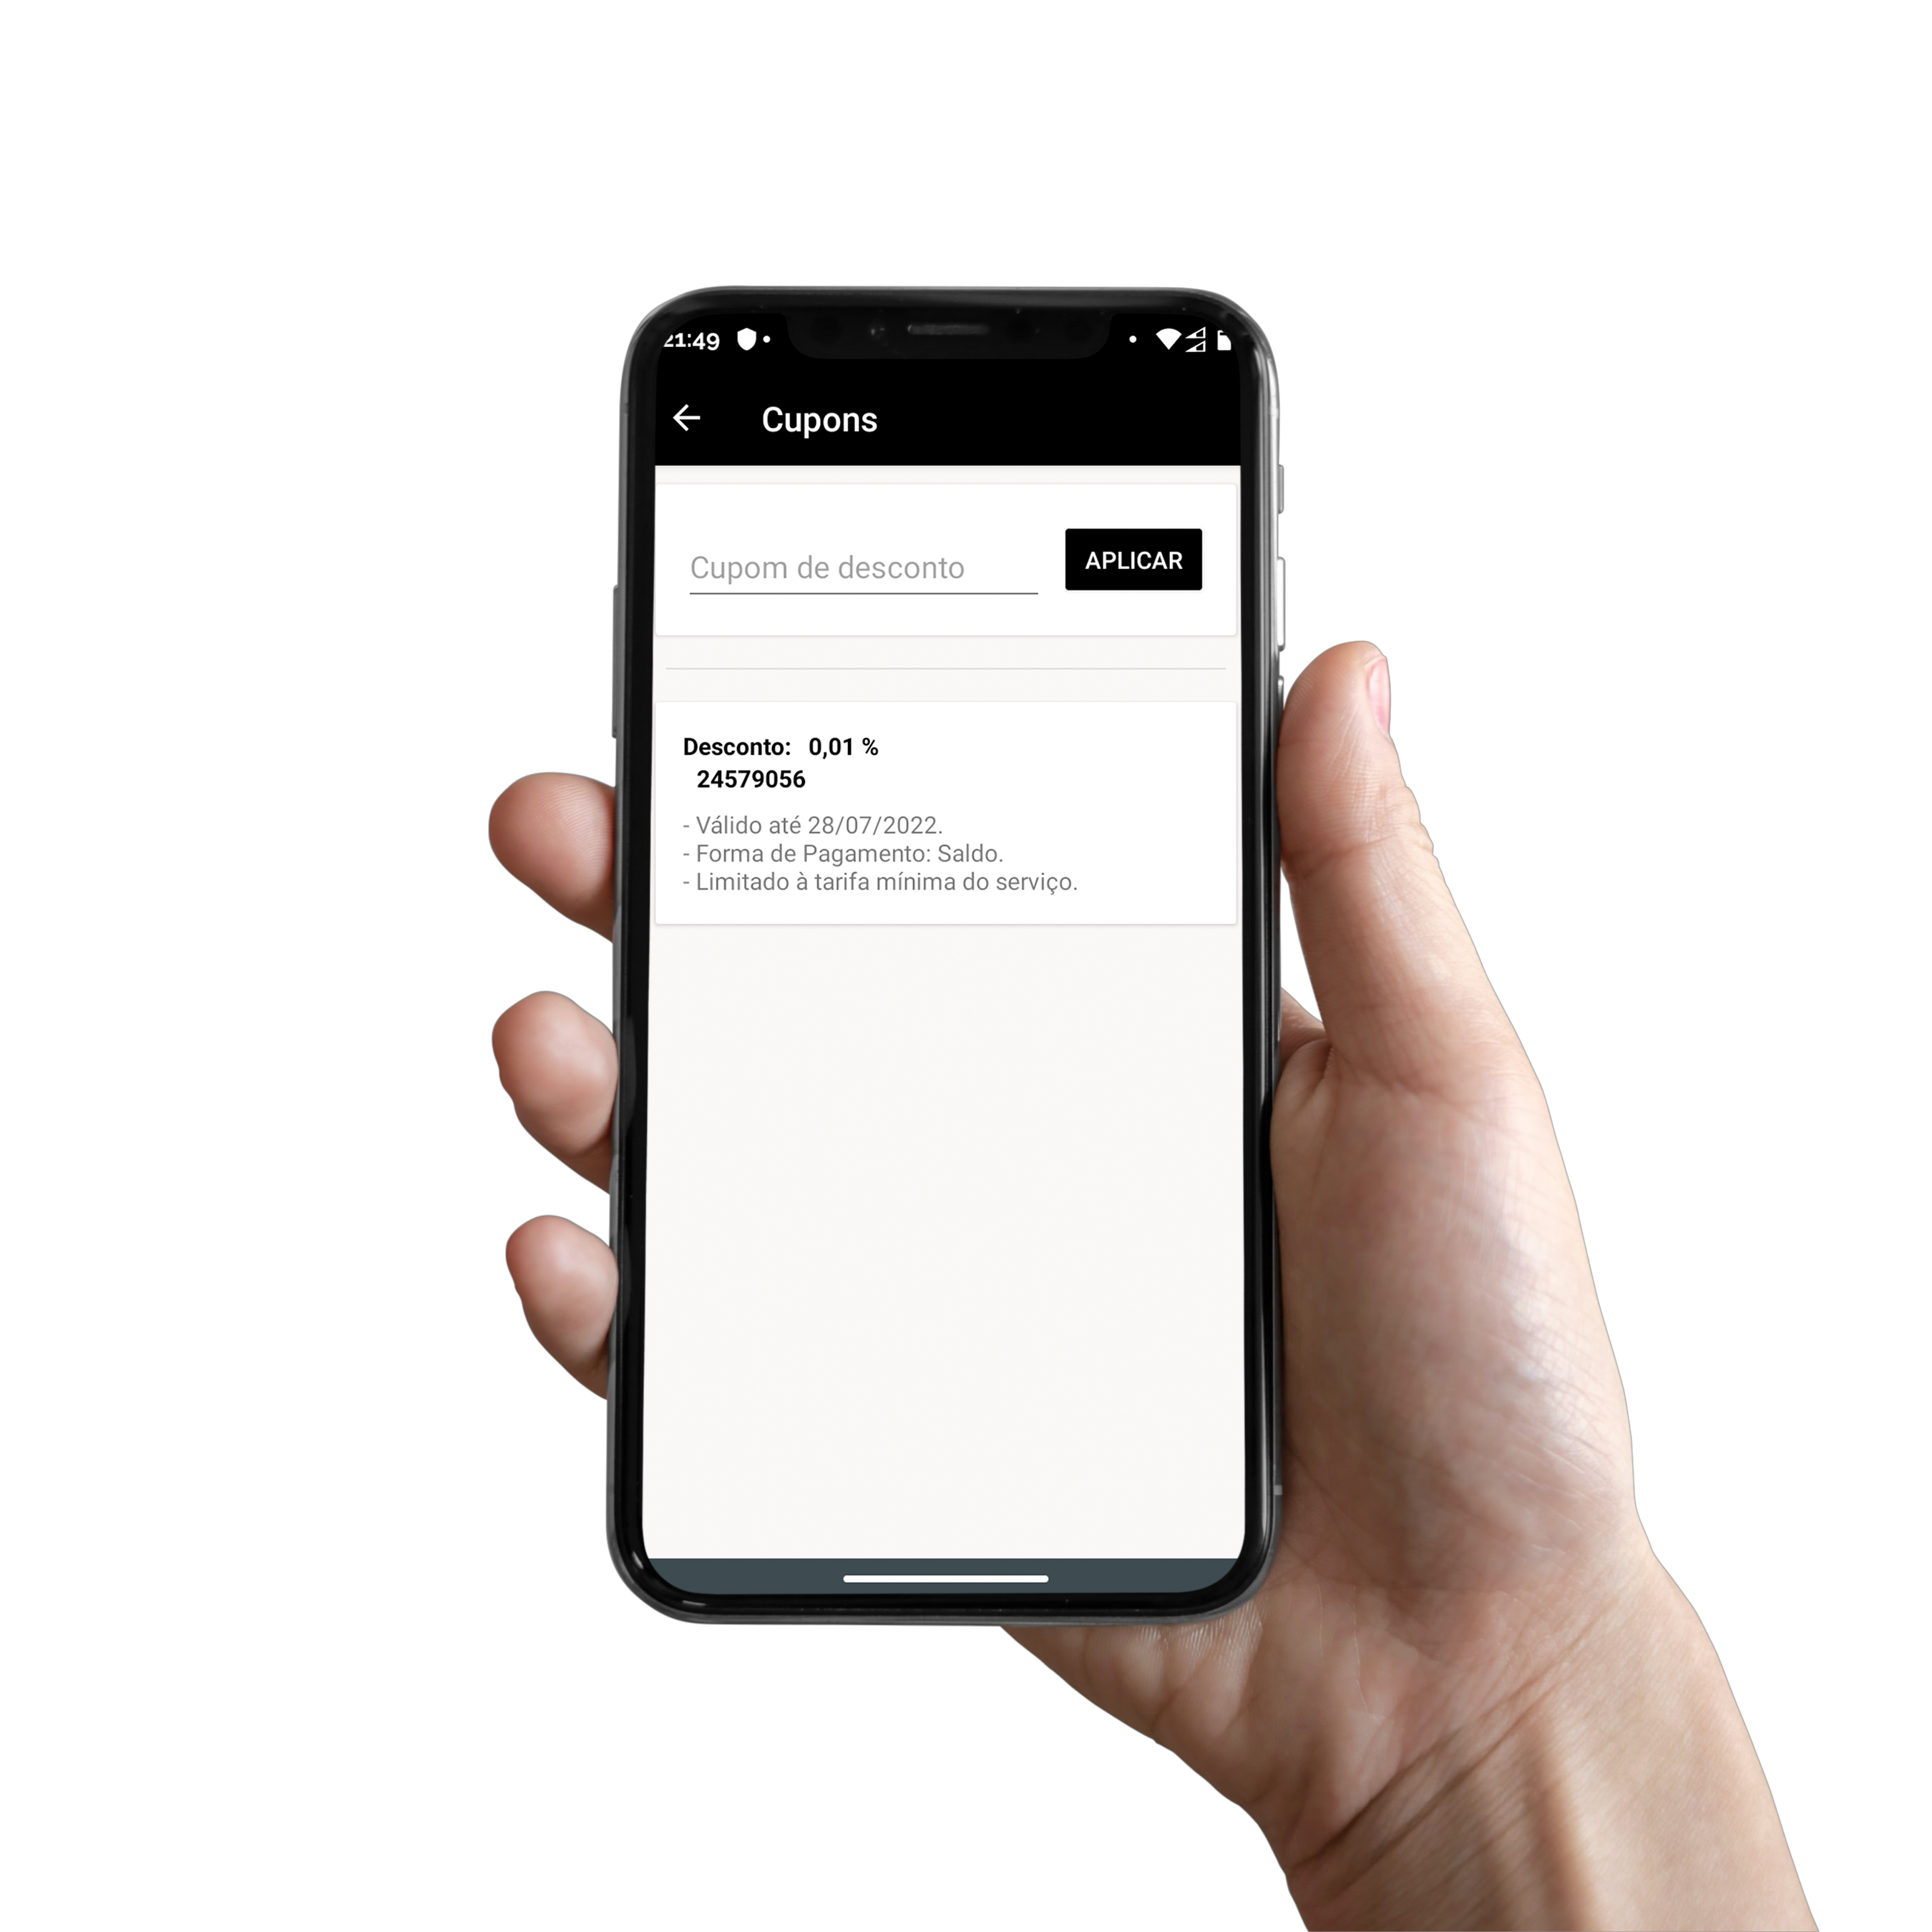 21:49
Cupons
Cupom de desconto
APLICAR
Desconto: 0,01 %
24579056
- Válido até 28/07/2022.
- Forma de Pagamento: Saldo.
- Limitado à tarifa mínima do serviço.